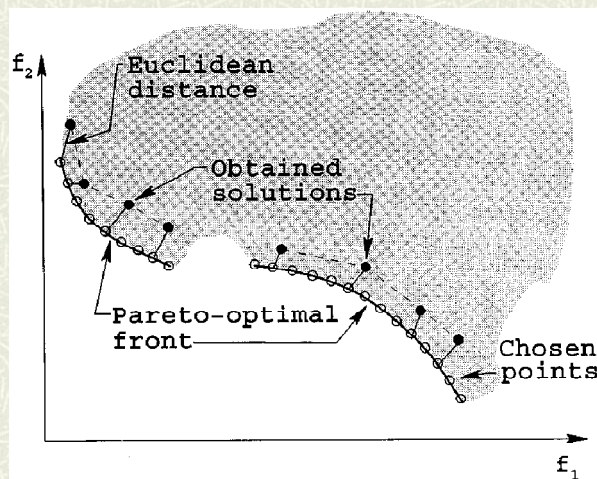 f2
Euclidean
distance
Obtained
solutions
Pareto-optimal
front
Chosen
points
f1